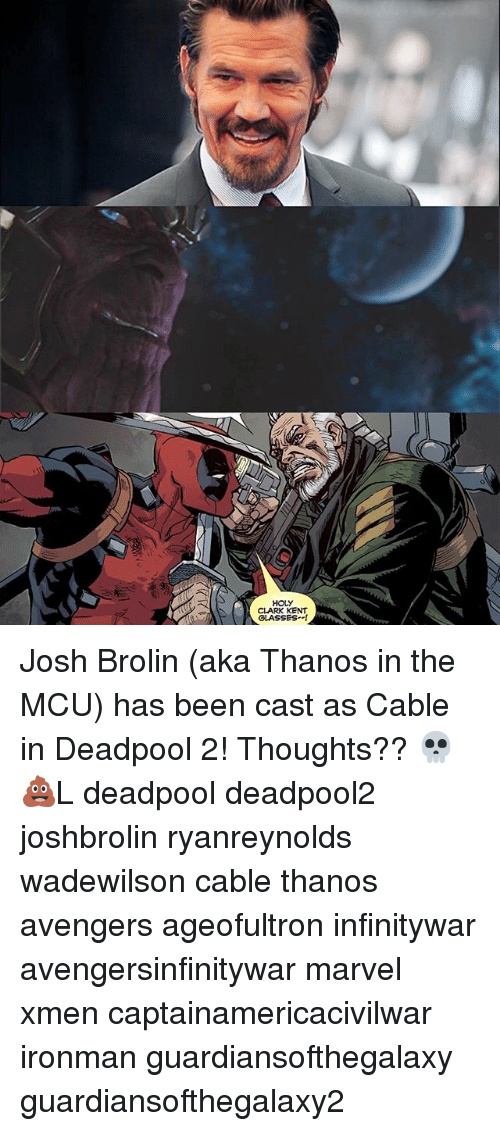 HOLY
CLARK KENT
GLASSES--!
Josh Brolin (aka Thanos in the
MCU) has been cast as Cable
in Deadpool 2! Thoughts?? 💀
💩L deadpool deadpool2
joshbrolin ryanreynolds
wadewilson cable thanos
avengers ageofultron infinitywar
avengersinfinitywar marvel
xmen captainamericacivilwar
ironman guardiansofthegalaxy
guardiansofthegalaxy2